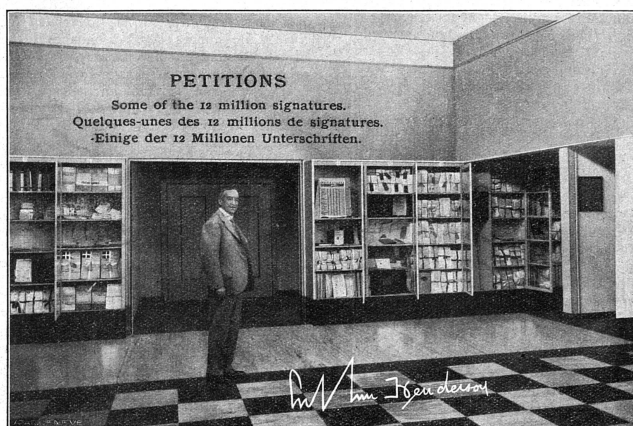 PETITIONS
Some of the 12 million signatures.
Quelques-unes des 12 millions de signatures.
Einige der 12 Millionen Unterschriften.
Henderson